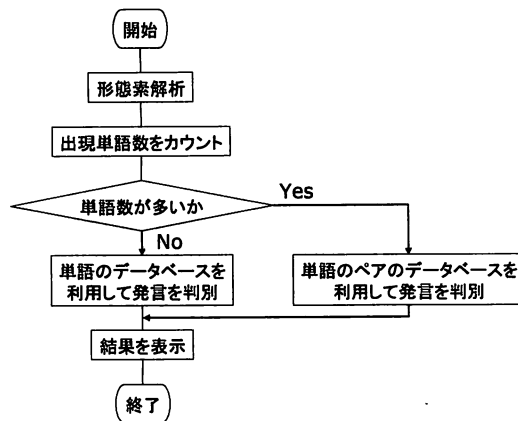 開始
形態素解析
出現単語数をカウント
単語数が多いか
Yes
No
単語のデータベースを
利用して発言を判別
単語のペアのデータベースを
利用して発言を判別
結果を表示
終了